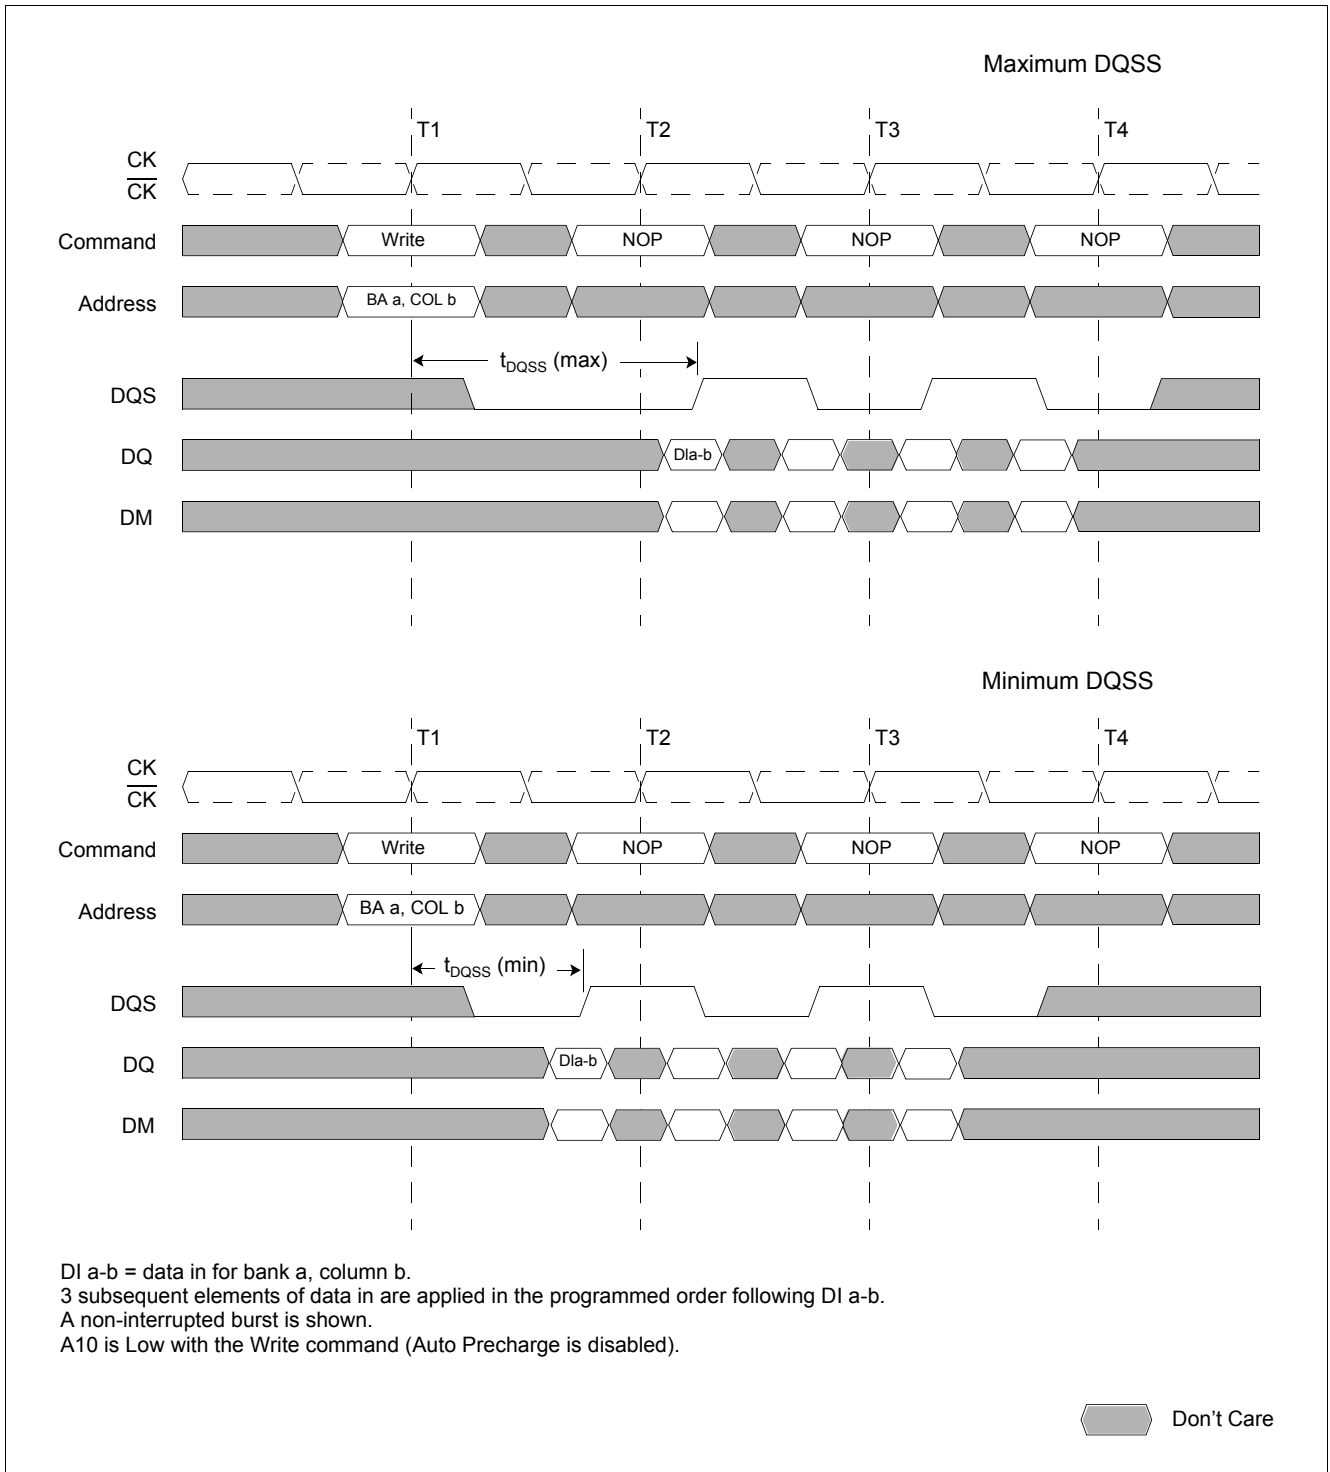 Maximum DQSS
T1 T2 T3 T4
CK
CK
Command Write NOP NOP NOP
Address BA a, COL b
tDQSS (max)
DQS
DQ DIa-b
DM
Minimum DQSS
T1 T2 T3 T4
CK
CK
Command Write NOP NOP NOP
Address BA a, COL b
tDQSS (min)
DQS
DQ DIa-b
DM
DI a-b = data in for bank a, column b.
3 subsequent elements of data in are applied in the programmed order following DI a-b.
A non-interrupted burst is shown.
A10 is Low with the Write command (Auto Precharge is disabled).
Don't Care